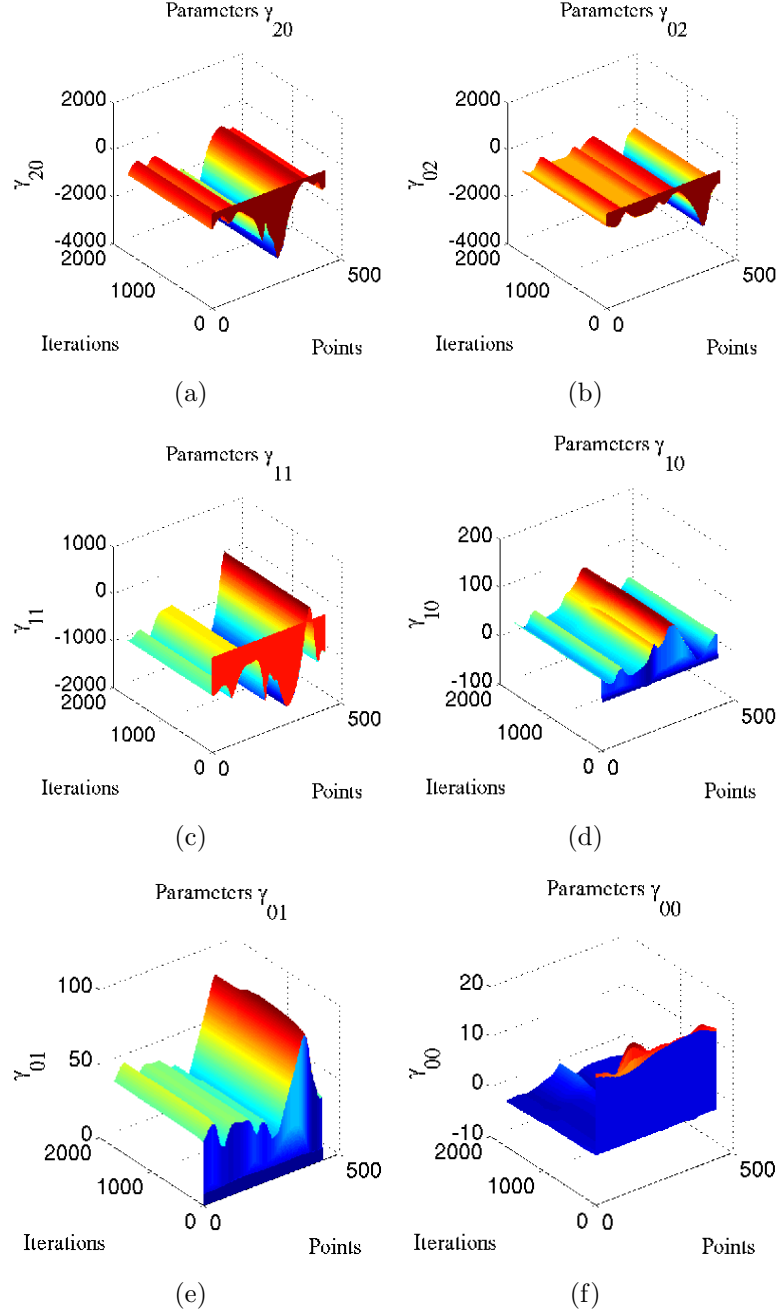 Parameters γ20
2000
0
-2000
-4000
γ20
2000
1000
0
0
500
Iterations
Points
(a)
Parameters γ02
2000
0
-2000
-4000
γ02
2000
1000
0
0
500
Iterations
Points
(b)
Parameters γ11
1000
0
-1000
-2000
γ11
2000
1000
0
0
500
Iterations
Points
(c)
Parameters γ10
200
100
0
-100
γ10
2000
1000
0
0
500
Iterations
Points
(d)
Parameters γ01
100
50
0
γ01
2000
1000
0
0
500
Iterations
Points
(e)
Parameters γ00
20
10
0
-10
γ00
2000
1000
0
0
500
Iterations
Points
(f)